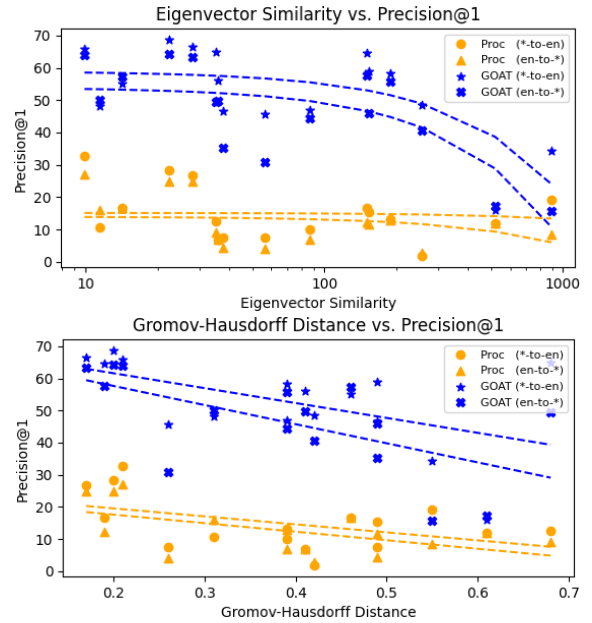 Eigenvector Similarity vs. Precision@1
70
60
50
40
30
20
10
0
Precision@1
Proc (*-to-en)
Proc (en-to-*)
GOAT (*-to-en)
GOAT (en-to-*)
10
100
1000
Eigenvector Similarity
Gromov-Hausdorff Distance vs. Precision@1
70
60
50
40
30
20
10
0
Precision@1
Proc (*-to-en)
Proc (en-to-*)
GOAT (*-to-en)
GOAT (en-to-*)
0.2
0.3
0.4
0.5
0.6
0.7
Gromov-Hausdorff Distance